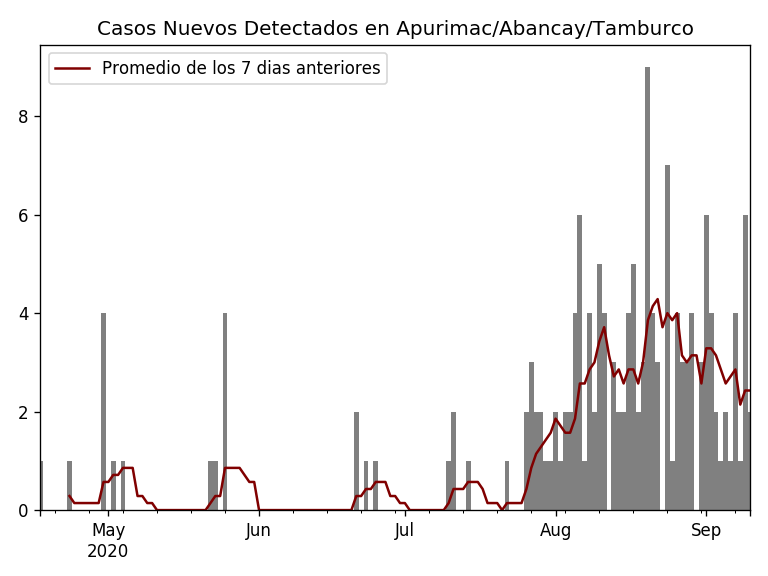 Casos Nuevos Detectados en Apurimac/Abancay/Tamburco
Promedio de los 7 dias anteriores
8
6
4
2
0
May Jun Jul Aug Sep
2020